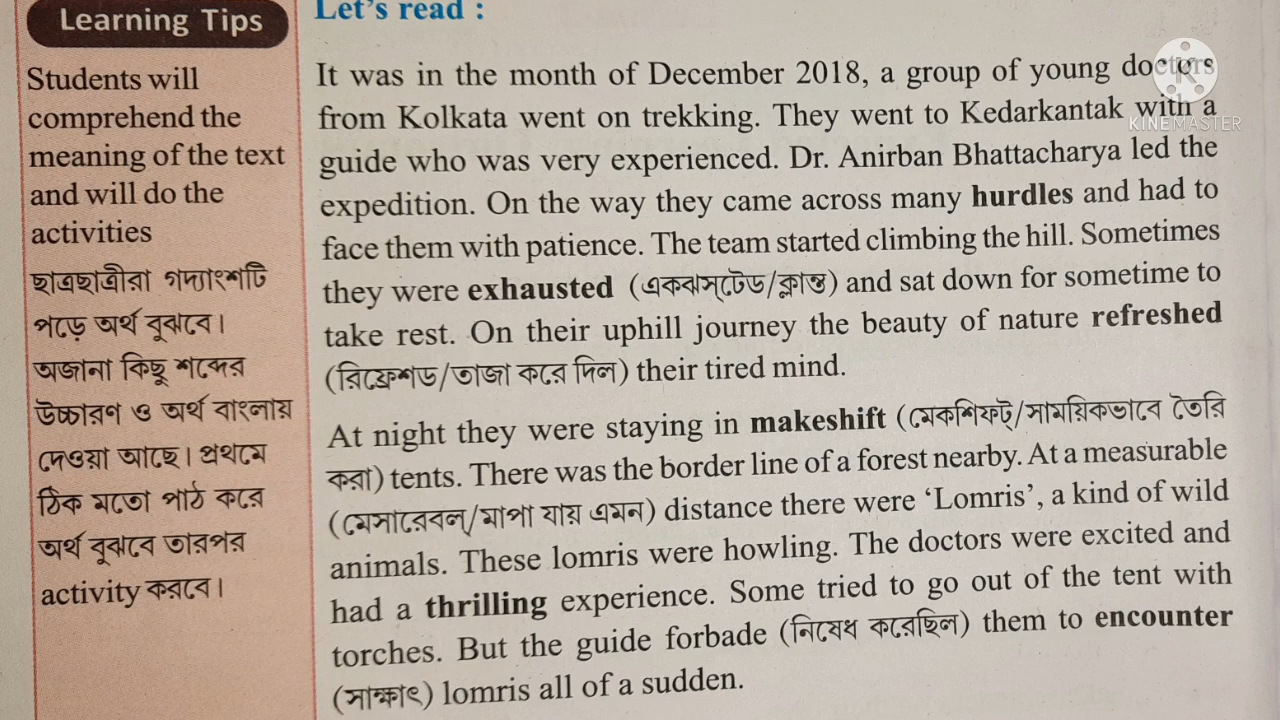 Learning Tips
Students will
comprehend the
meaning of the text
and will do the
activities
ছাত্রছাত্রীরা গদ্যাংশটি
পড়ে অর্থ বুঝবে।
অজানা কিছু শব্দের
উচ্চারণ ও অর্থ বাংলায়
দেওয়া আছে। প্রথমে
ঠিক মতো পাঠ করে
অর্থ বুঝবে তারপর
activity করবে।
Let's read :
It was in the month of December 2018, a group of young doctors
from Kolkata went on trekking. They went to Kedarkantak with a
guide who was very experienced. Dr. Anirban Bhattacharya led the
expedition. On the way they came across many hurdles and had to
face them with patience. The team started climbing the hill. Sometimes
they were exhausted (একঝস্টেড/ক্লান্ত) and sat down for sometime to
take rest. On their uphill journey the beauty of nature refreshed
(রিফ্রেশড/তাজা করে দিল) their tired mind.
At night they were staying in makeshift (মেকশিফ্ট্/সাময়িকভাবে তৈরি
করা) tents. There was the border line of a forest nearby. At a measurable
(মেসারেবল্/মাপা যায় এমন) distance there were ‘Lomris’, a kind of wild
animals. These lomris were howling. The doctors were excited and
had a thrilling experience. Some tried to go out of the tent with
torches. But the guide forbade (নিষেধ করেছিল) them to encounter
(সাক্ষাৎ) lomris all of a sudden.
K
KINEMASTER